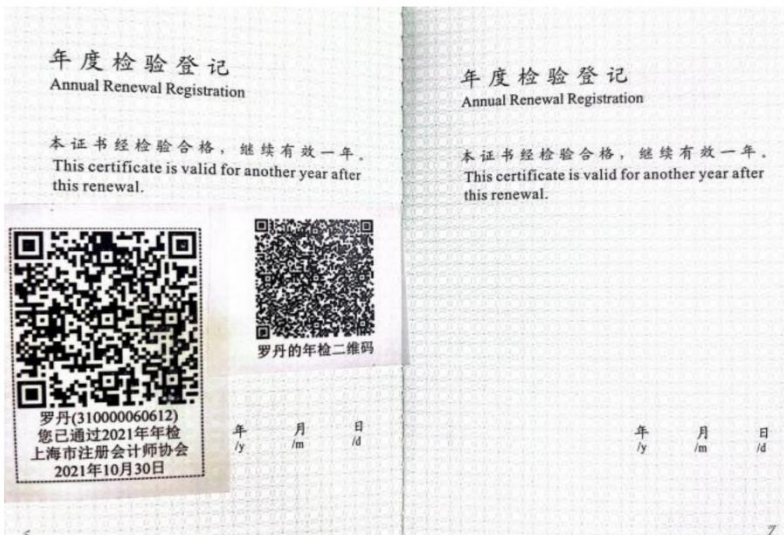 年度检验登记
Annual Renewal Registration
本证书经检验合格，继续有效一年。
This certificate is valid for another year after
this renewal.
罗丹的年检二维码
罗丹(310000060612)
您已通过2021年年检
上海市注册会计师协会
2021年10月30日
年 月 日
/y /m /d
年度检验登记
Annual Renewal Registration
本证书经检验合格，继续有效一年。
This certificate is valid for another year after
this renewal.
年 月 日
/y /m /d
7